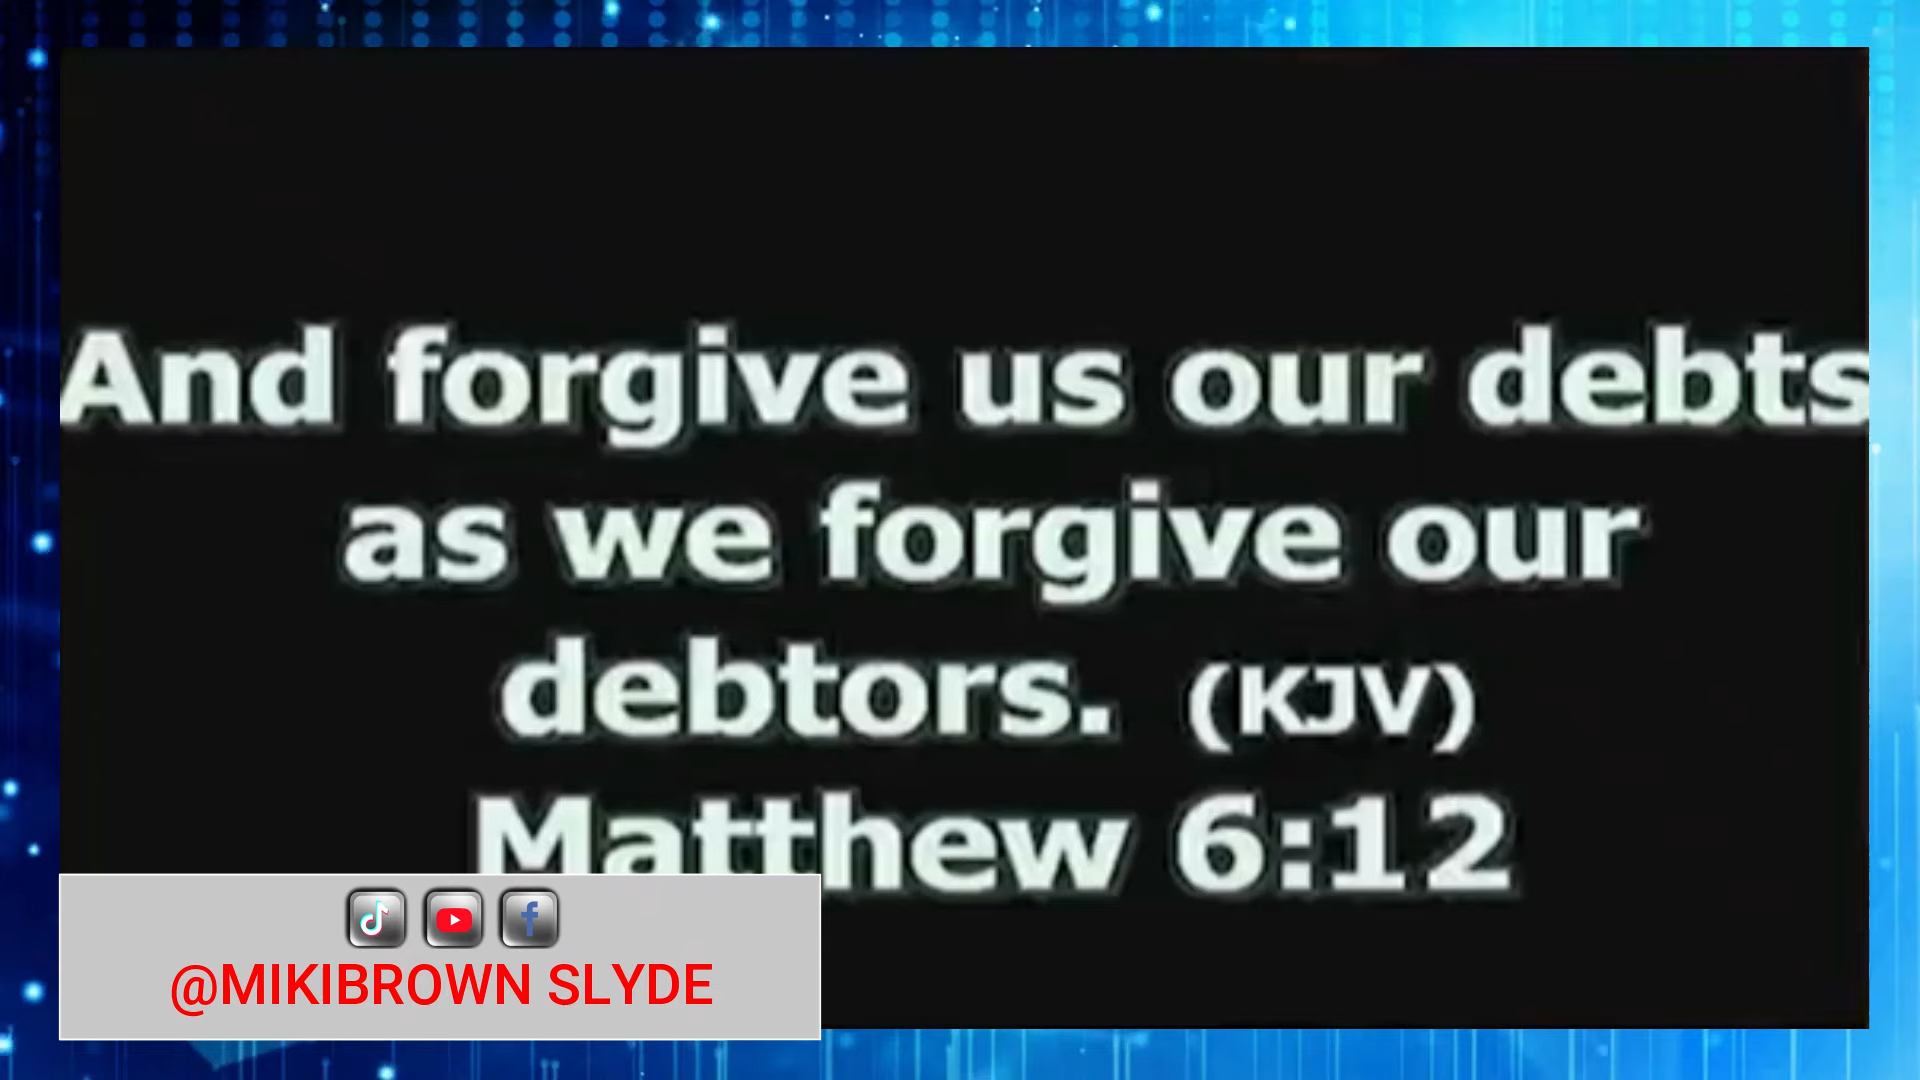 And forgive us our debts
as we forgive our
debtors. (KJV)
Matthew 6:12
@MIKIBROWN SLYDE